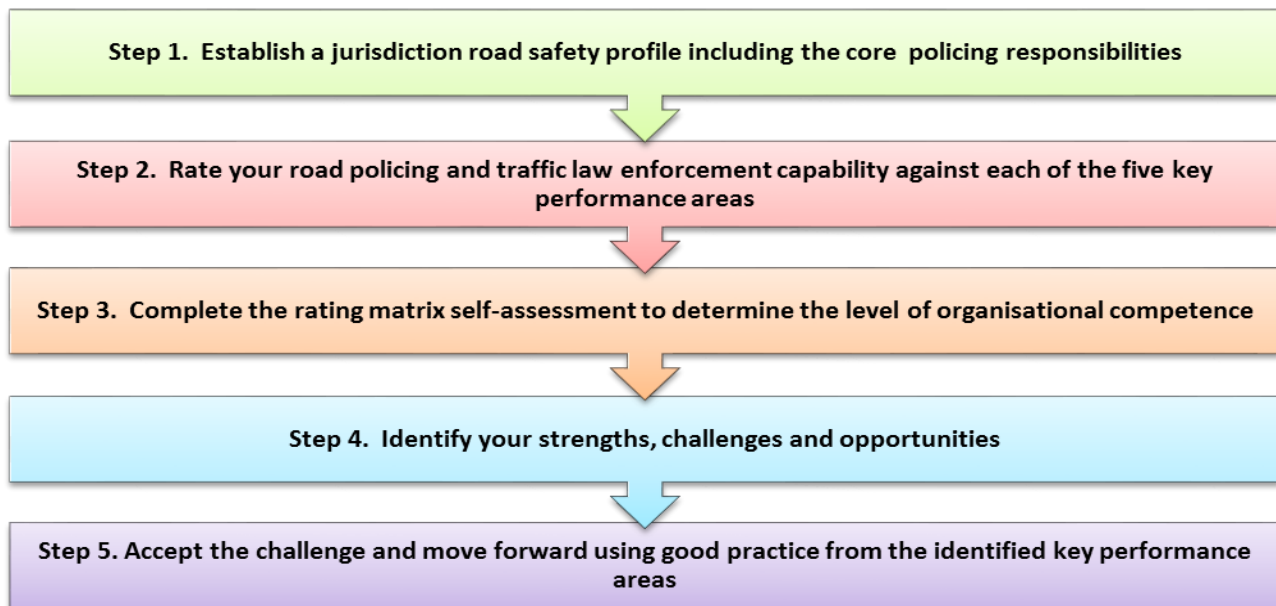 Step 1.  Establish a jurisdiction road safety profile including the core  policing responsibilities
Step 2.  Rate your road policing and traffic law enforcement capability against each of the five key
performance areas
Step 3.  Complete the rating matrix self-assessment to determine the level of organisational competence
Step 4.  Identify your strengths, challenges and opportunities
Step 5. Accept the challenge and move forward using good practice from the identified key performance
areas